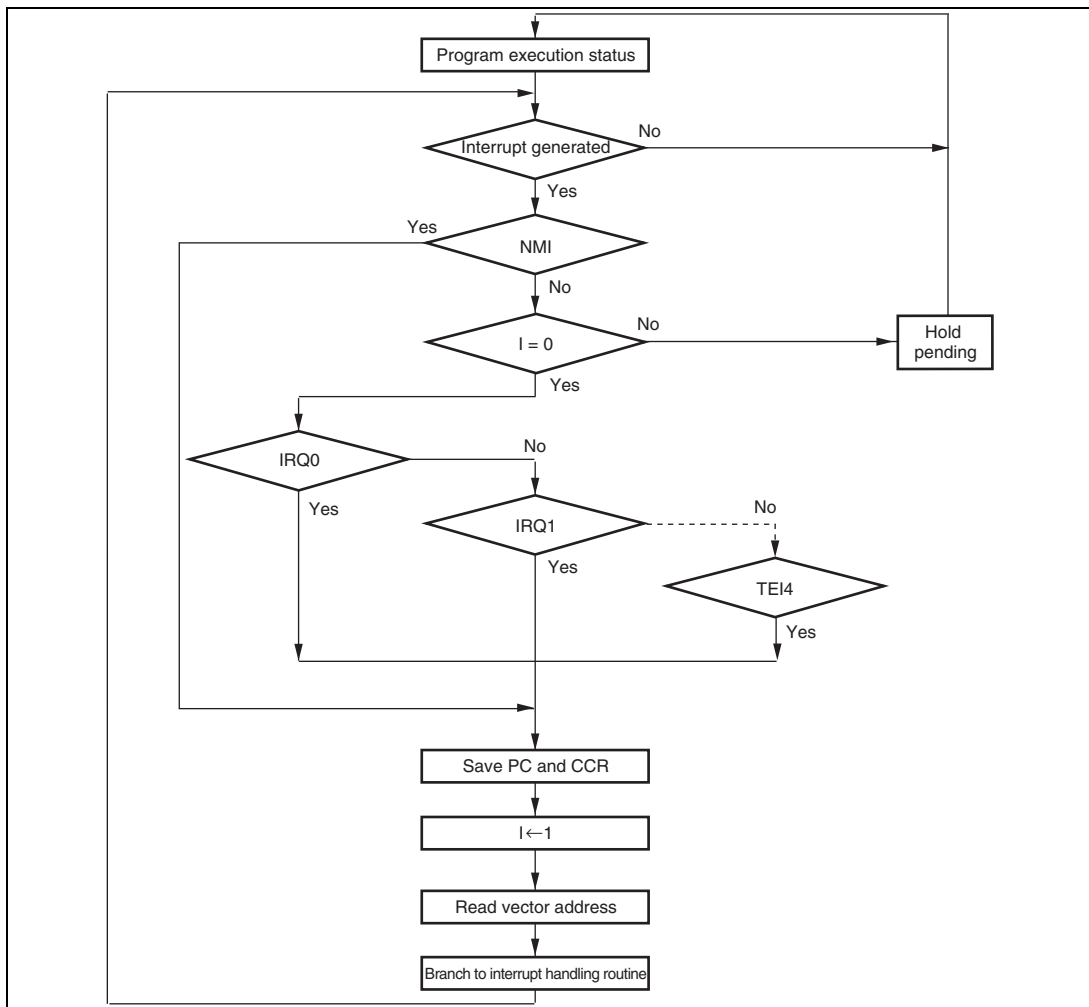 Program execution status
Interrupt generated
No
Yes
Yes
NMI
No
I = 0
No
Hold
pending
Yes
IRQ0
No
Yes
IRQ1
No
Yes
TEI4
Yes
Save PC and CCR
I←1
Read vector address
Branch to interrupt handling routine